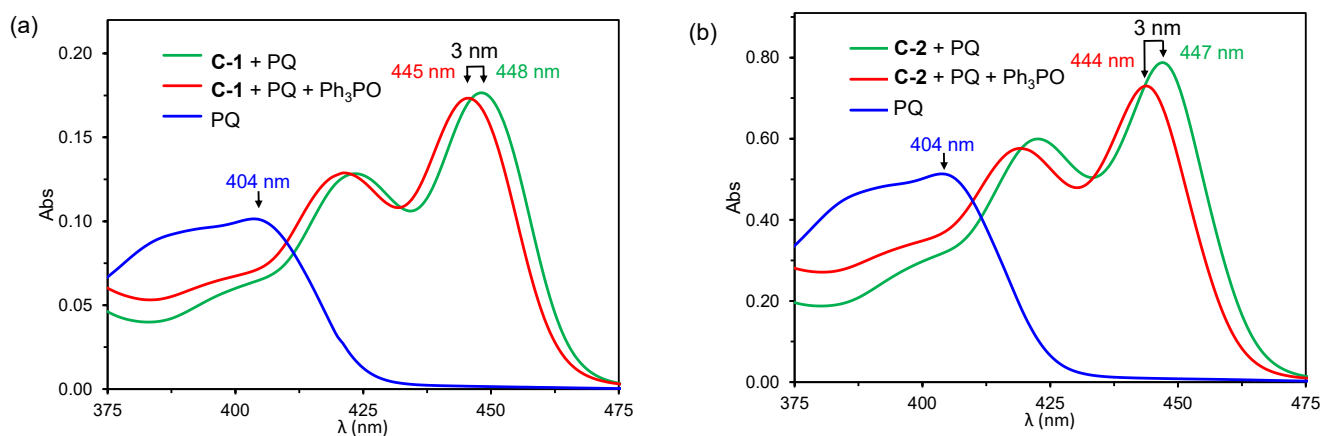 (a)
0.20
0.15
0.10
0.05
0.00
Abs
C-1 + PQ
C-1 + PQ + Ph₃PO
PQ
3 nm
445 nm
448 nm
404 nm
375
400
425
450
475
λ (nm)
(b)
0.80
0.60
0.40
0.20
0.00
Abs
C-2 + PQ
C-2 + PQ + Ph₃PO
PQ
3 nm
444 nm
447 nm
404 nm
375
400
425
450
475
λ (nm)